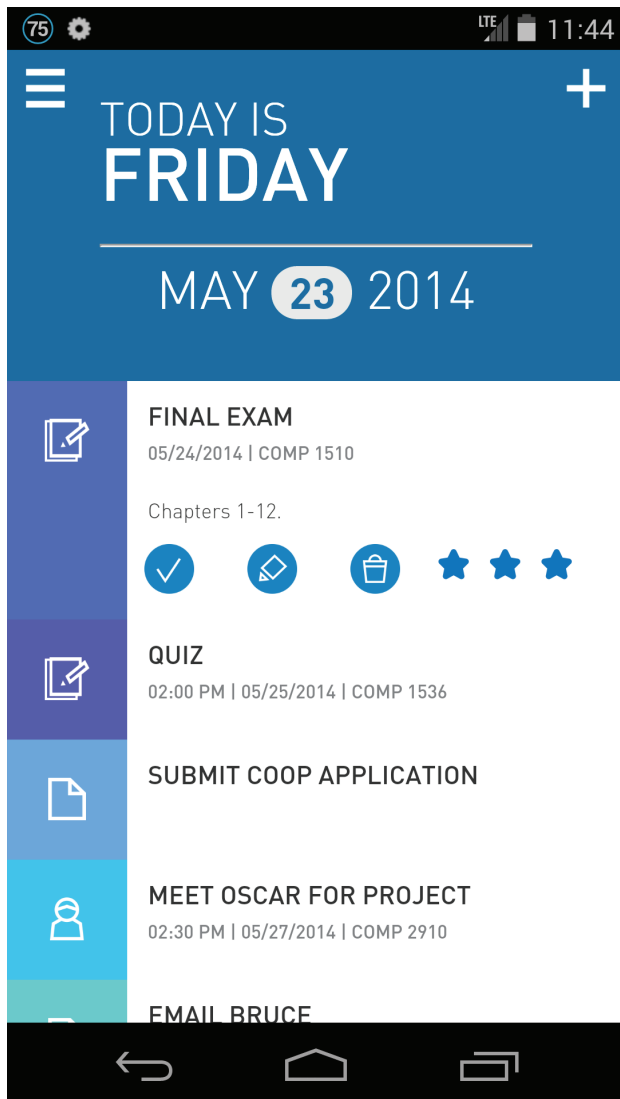 75 LTE 11:44
TODAY IS
FRIDAY
MAY 23 2014
FINAL EXAM
05/24/2014 | COMP 1510
Chapters 1-12.
QUIZ
02:00 PM | 05/25/2014 | COMP 1536
SUBMIT COOP APPLICATION
MEET OSCAR FOR PROJECT
02:30 PM | 05/27/2014 | COMP 2910
EMAIL BRUCE